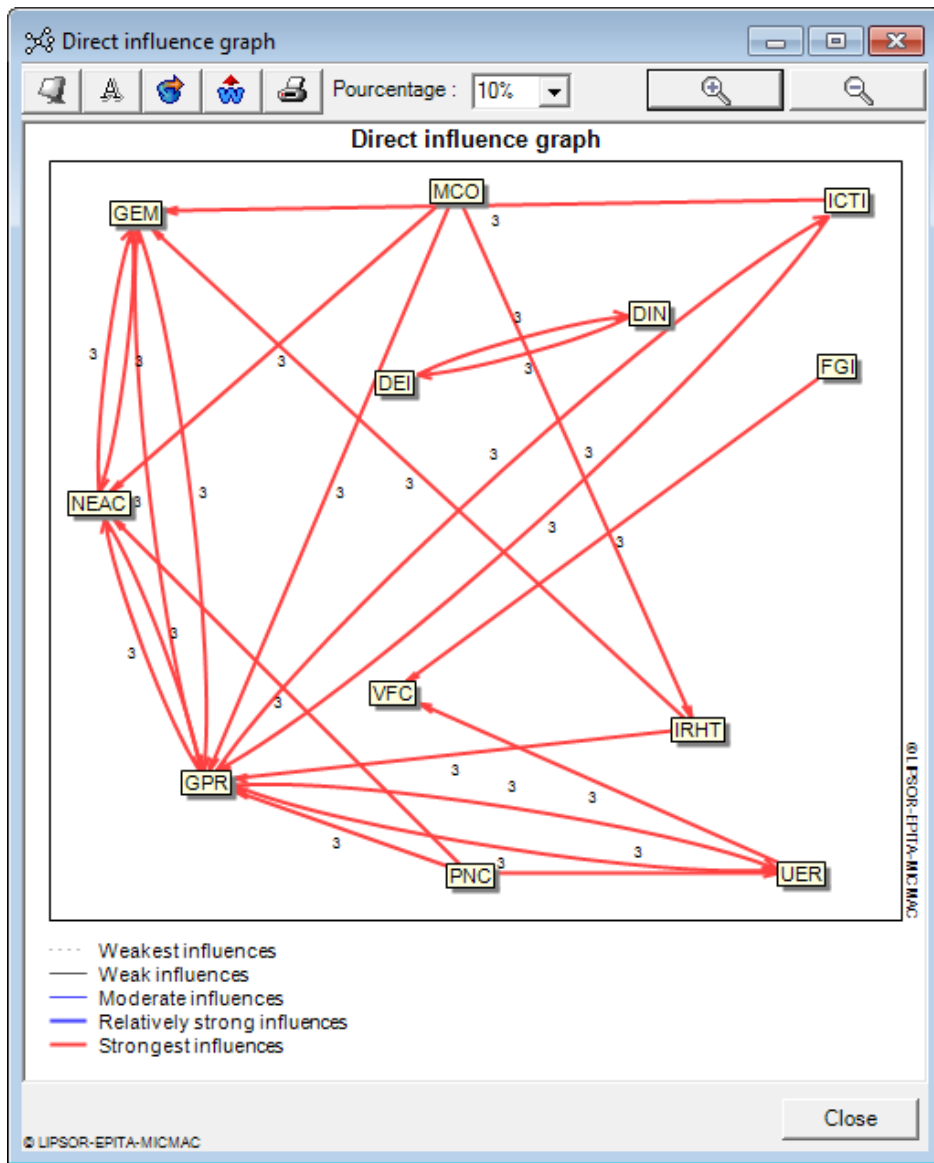 Direct influence graph
Pourcentage : 10%
Direct influence graph
MCO
ICTI
GEM
3
DIN
3
3 3 3 3
FGI
DEI
3 3
3
NEAC 3 3 3
3
3
3
3
VFC
3
IRHT
GPR
3
3
3
3
3
3
PNC
UER
©LIPSOR-EPITA-MICMAC
Weakest influences
Weak influences
Moderate influences
Relatively strong influences
Strongest influences
Close
© LIPSOR-EPITA-MICMAC